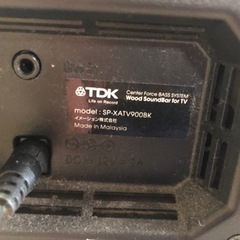 TDK
Life on Record
Center Force BASS SYSTEM
Wood SoundBar for TV
model : SP-XATV900BK
イメーション株式会社
Made in Malaysia